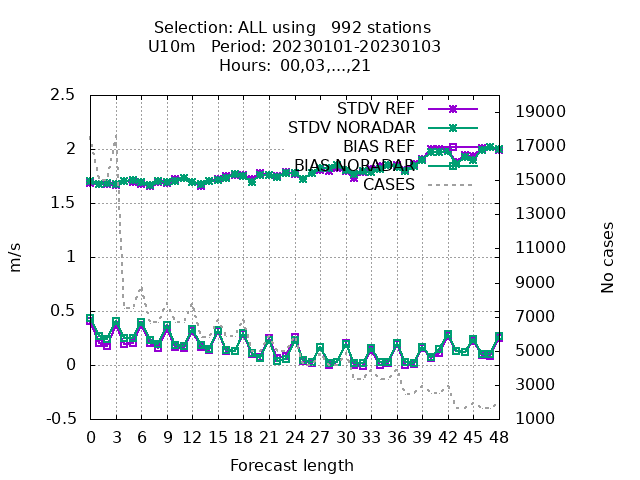 Selection: ALL using   992 stations
U10m   Period: 20230101-20230103
Hours: 00,03,...,21
STDV REF
STDV NORADAR
BIAS REF
BIAS NORADAR
CASES
m/s
2.5
2
1.5
1
0.5
0
-0.5
19000
17000
15000
13000
11000
9000
7000
5000
3000
1000
No cases
0 3 6 9 12 15 18 21 24 27 30 33 36 39 42 45 48
Forecast length